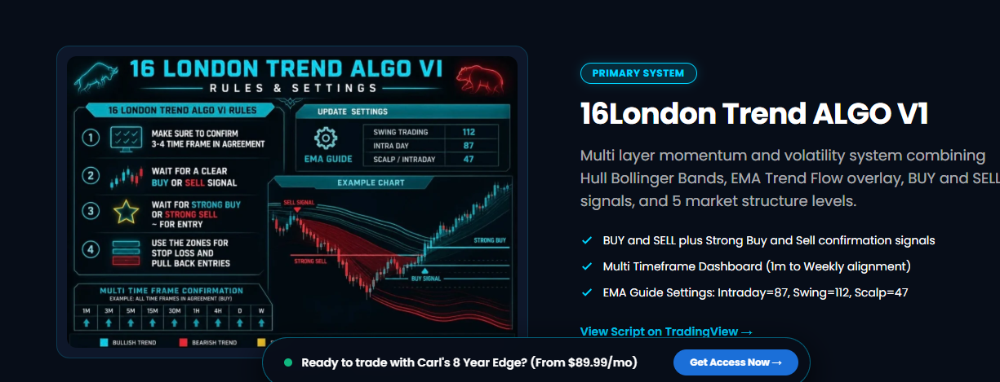 16 LONDON TREND ALGO VI
RULES & SETTINGS
16 LONDON TREND ALGO VI RULES
1
MAKE SURE TO CONFIRM
3-4 TIME FRAME IN AGREEMENT
2
WAIT FOR A CLEAR
BUY OR SELL SIGNAL
3
WAIT FOR STRONG BUY
OR STRONG SELL
~ FOR ENTRY
4
USE THE ZONES FOR
STOP LOSS AND
PULL BACK ENTRIES
MULTI TIME FRAME CONFIRMATION
EXAMPLE: ALL TIME FRAMES IN AGREEMENT (BUY)
1M 3M 5M 15M 30M 1H 4H D W
BULLISH TREND BEARISH TREND
UPDATE SETTINGS
EMA GUIDE
SWING TRADING 112
INTRA DAY 87
SCALP / INTRADAY 47
EXAMPLE CHART
SELL SIGNAL
STRONG BUY
STRONG SELL
BUY SIGNAL
PRIMARY SYSTEM
16London Trend ALGO V1
Multi layer momentum and volatility system combining
Hull Bollinger Bands, EMA Trend Flow overlay, BUY and SELL
signals, and 5 market structure levels.
BUY and SELL plus Strong Buy and Sell confirmation signals
Multi Timeframe Dashboard (1m to Weekly alignment)
EMA Guide Settings: Intraday=87, Swing=112, Scalp=47
View Script on TradingView →
Ready to trade with Carl's 8 Year Edge? (From $89.99/mo)
Get Access Now →